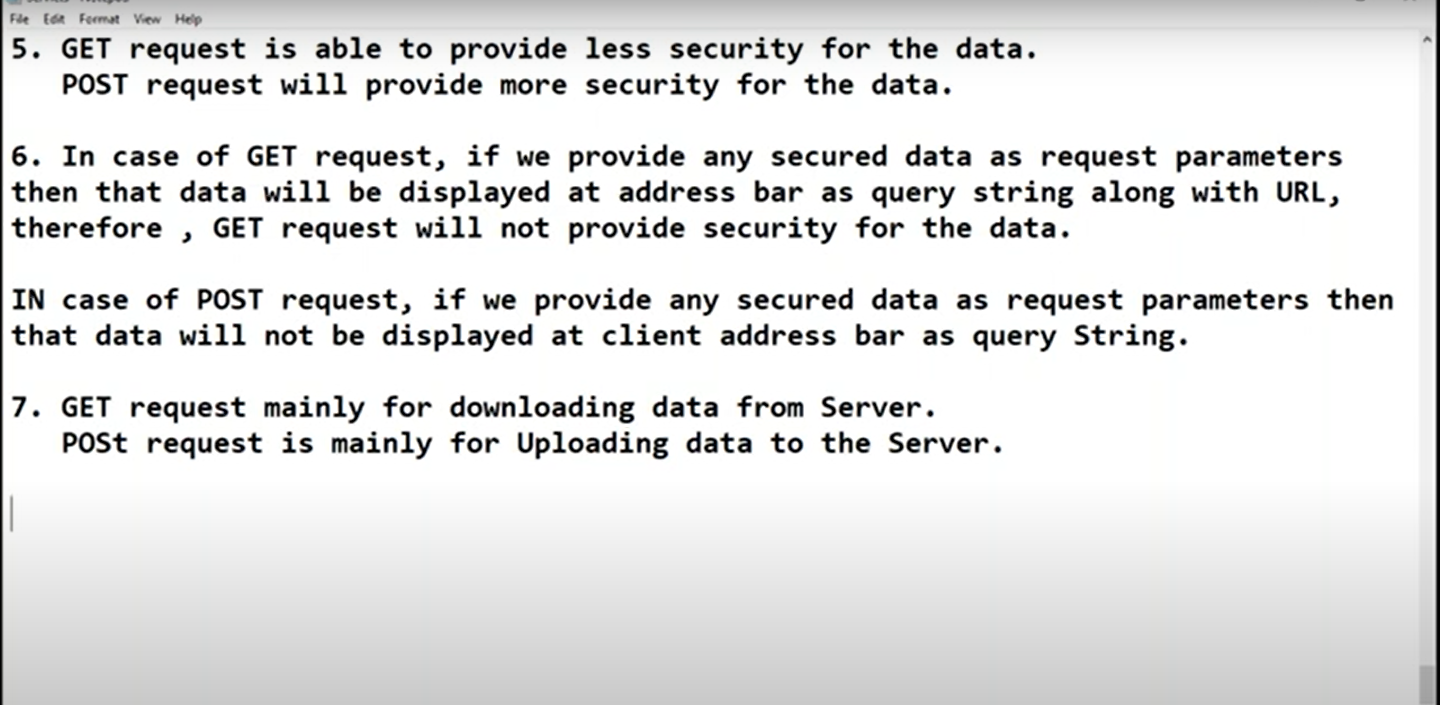 File Edit Format View Help
5. GET request is able to provide less security for the data.
POST request will provide more security for the data.
6. In case of GET request, if we provide any secured data as request parameters
then that data will be displayed at address bar as query string along with URL,
therefore , GET request will not provide security for the data.
IN case of POST request, if we provide any secured data as request parameters then
that data will not be displayed at client address bar as query String.
7. GET request mainly for downloading data from Server.
POSt request is mainly for Uploading data to the Server.